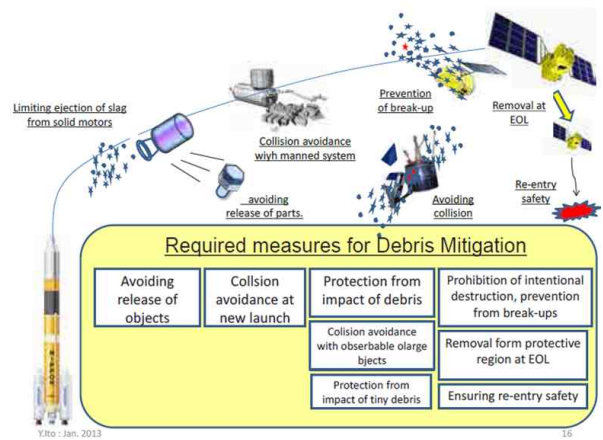 Limiting ejection of slag
from solid motors
Collision avoidance
wiyh manned system
avoiding
release of parts.
Prevention
of break-up
Avoiding
collision
Removal at
EOL
Re-entry
safety
Required measures for Debris Mitigation
Avoiding
release of
objects
Collsion
avoidance at
new launch
Protection from
impact of debris
Colision avoidance
with obserbable olarge
bjects
Protection from
impact of tiny debris
Prohibition of intentional
destruction, prevention
from break-ups
Removal form protective
region at EOL
Ensuring re-entry safety
Y.Ito : Jan. 2013
16